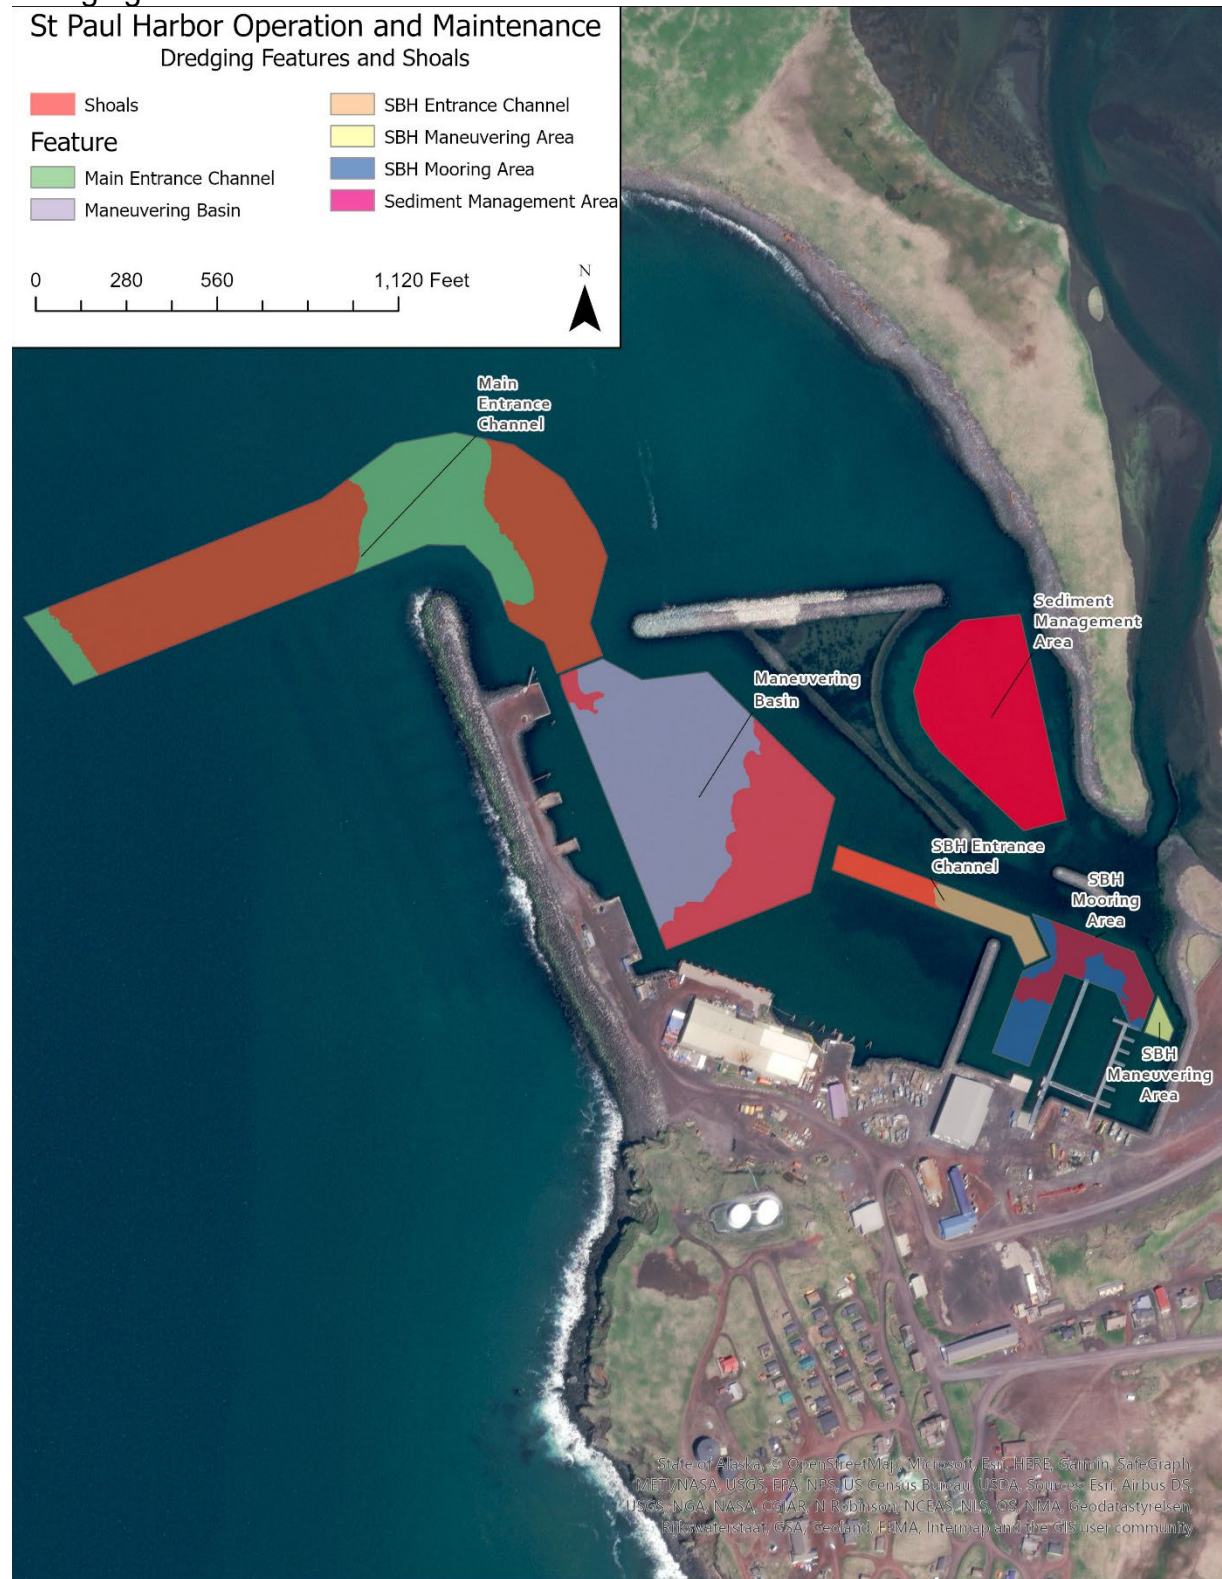 St Paul Harbor Operation and Maintenance
Dredging Features and Shoals
Shoals
Feature
Main Entrance Channel
Maneuvering Basin
SBH Entrance Channel
SBH Maneuvering Area
SBH Mooring Area
Sediment Management Area
0 280 560 1,120 Feet
N
Main
Entrance
Channel
Sediment
Management
Area
Maneuvering
Basin
SBH Entrance
Channel
SBH
Mooring
Area
SBH
Maneuvering
Area
State of Alaska, © OpenStreetMap, Microsoft, Esri, HERE, Garmin, SafeGraph,
METI/NASA, USGS, EPA, NPS, US Census Bureau, USDA, Sources: Esri, Airbus DS,
USGS, NGA, NASA, CGIAR, N Robinson, NCEAS, NLS, OS, NMA, Geodatastyrelsen,
Rijkswaterstaat, GSA, Geoland, FEMA, Intermap and the GIS user community